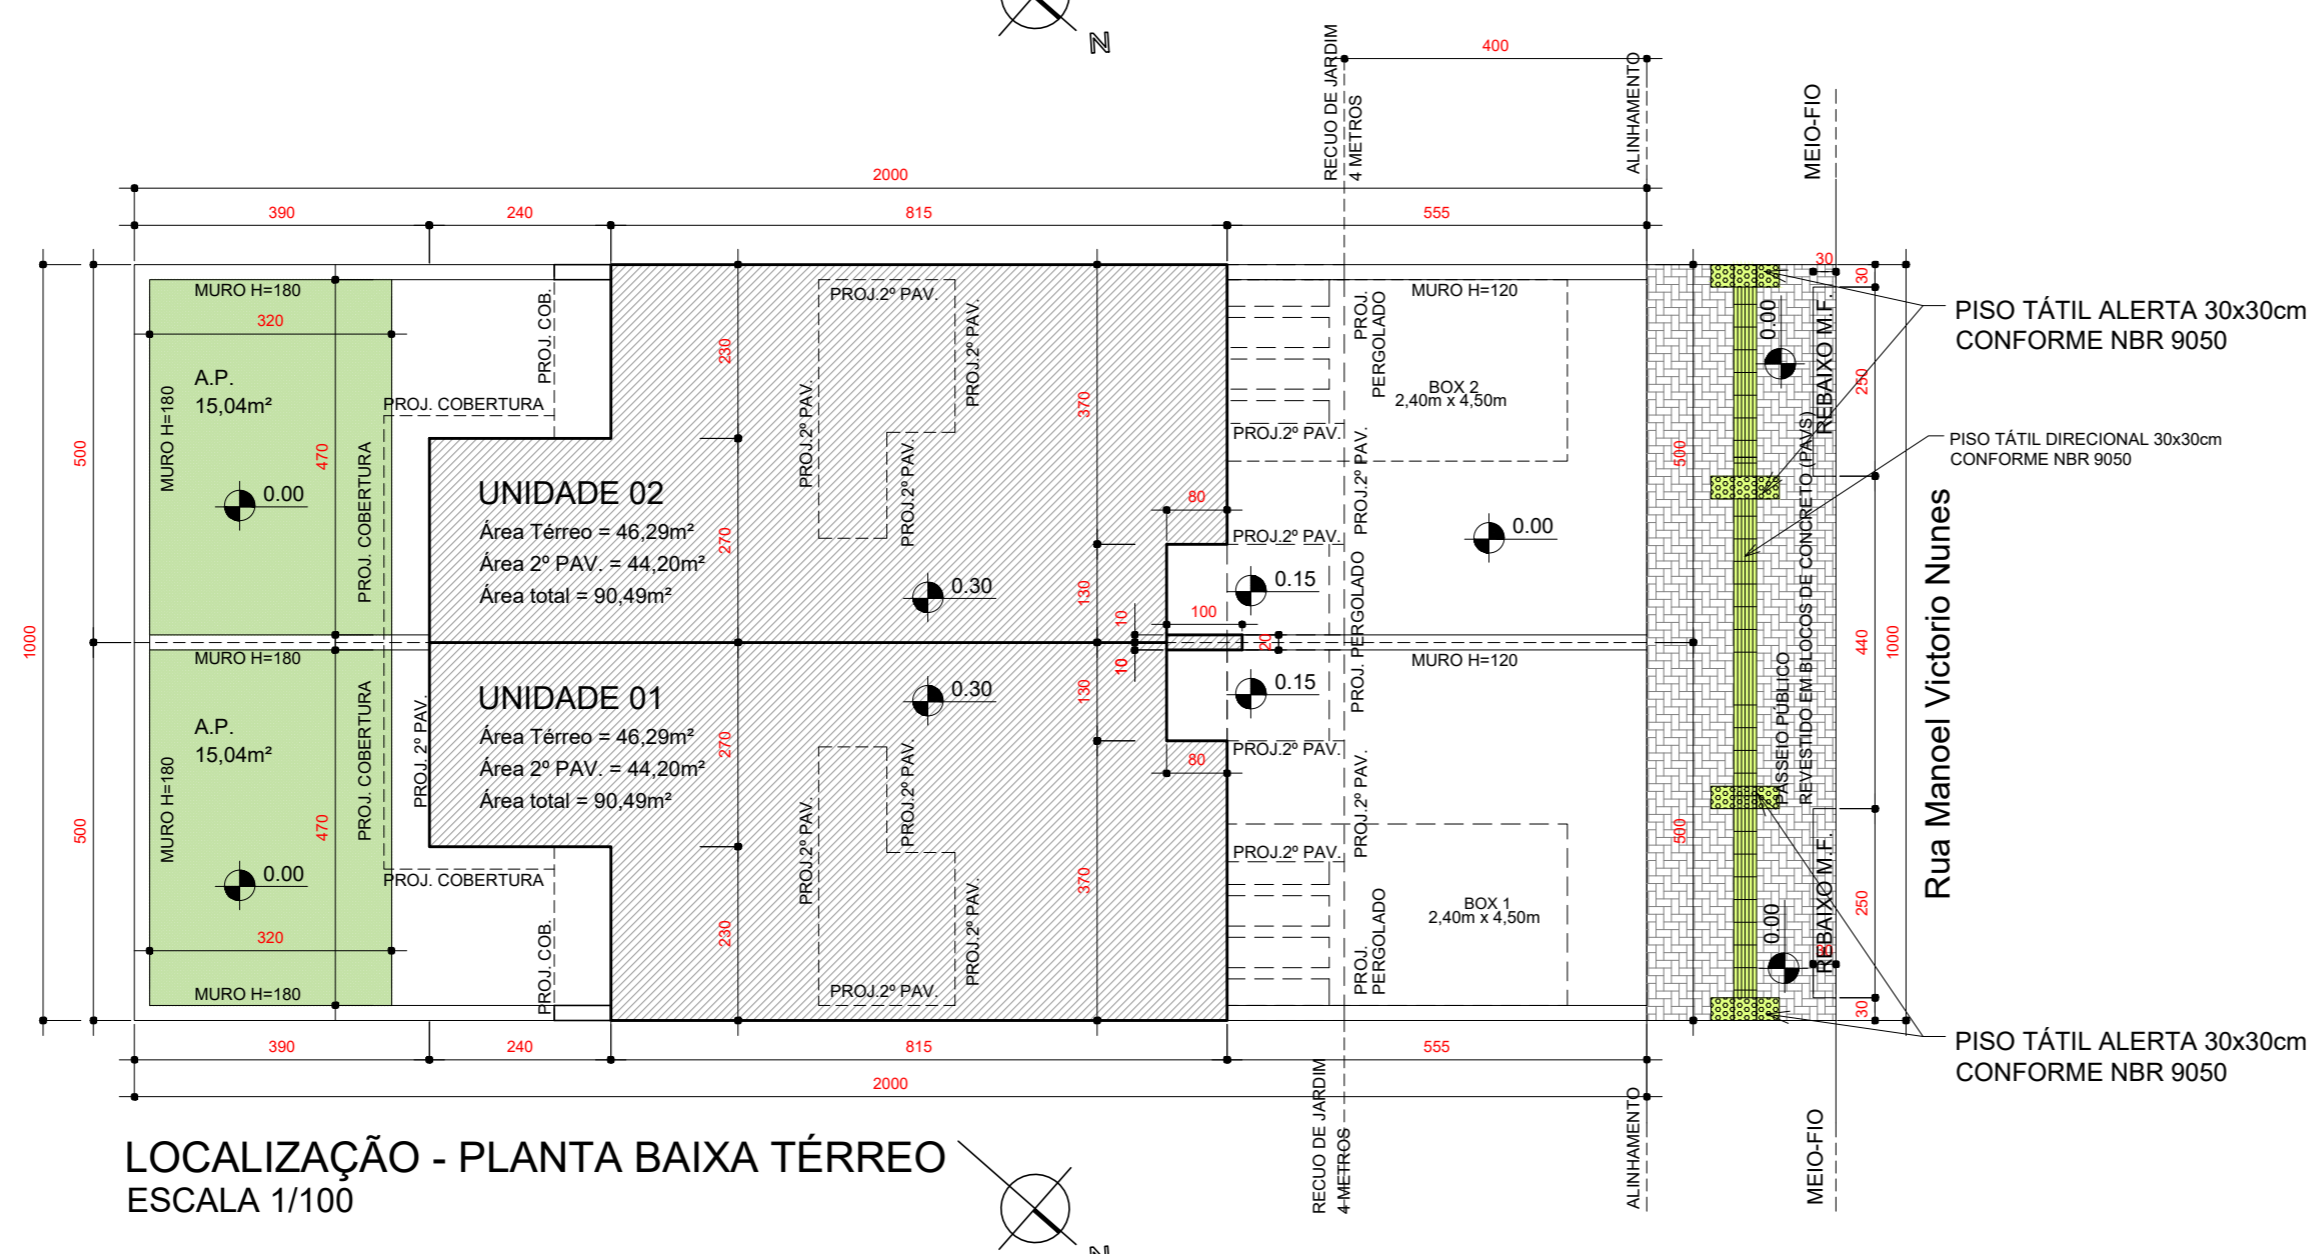 N
400
RECUO DE JARDIM
4 METROS
ALINHAMENTO
MEIO-FIO
2000
390
240
815
555
30
30
MURO H=180
320
PROJ. COB.
PROJ.2º PAV.
PROJ.2º PAV.
PROJ.2º PAV.
PROJ.2º PAV.
230
370
PROJ.
PERGOLADO
MURO H=120
BOX 2
2,40m x 4,50m
PROJ.2º PAV.
PROJ.2º PAV.
0.00
REBAIXO M.F.
250
PISO TÁTIL ALERTA 30x30cm
CONFORME NBR 9050
PISO TÁTIL DIRECIONAL 30x30cm
CONFORME NBR 9050
A.P.
15,04m²
MURO H=180
PROJ. COBERTURA
PROJ. COBERTURA
470
500
0.00
UNIDADE 02
Área Térreo = 46,29m²
Área 2º PAV. = 44,20m²
Área total = 90,49m²
270
0.30
80
PROJ.2º PAV.
0.15
0.00
500
130
10
100
20
1000
MURO H=180
MURO H=120
10
PROJ. PERGOLADO
PASSEIO PÚBLICO
REVESTIDO EM BLOCOS DE CONCRETO (PAVS)
440
1000
Rua Manoel Victorio Nunes
UNIDADE 01
Área Térreo = 46,29m²
Área 2º PAV. = 44,20m²
Área total = 90,49m²
270
0.30
130
0.15
PROJ.2º PAV.
80
A.P.
15,04m²
MURO H=180
PROJ. COBERTURA
PROJ. 2º PAV.
470
500
0.00
PROJ. COBERTURA
PROJ. COB.
230
PROJ.2º PAV.
PROJ.2º PAV.
PROJ.2º PAV.
PROJ.2º PAV.
370
PROJ.2º PAV.
PROJ.2º PAV.
BOX 1
2,40m x 4,50m
PROJ.
PERGOLADO
500
REBAIXO M.F.
250
0.00
30
30
320
MURO H=180
PISO TÁTIL ALERTA 30x30cm
CONFORME NBR 9050
390
240
815
555
2000
RECUO DE JARDIM
4 METROS
ALINHAMENTO
MEIO-FIO
LOCALIZAÇÃO - PLANTA BAIXA TÉRREO
ESCALA 1/100
N